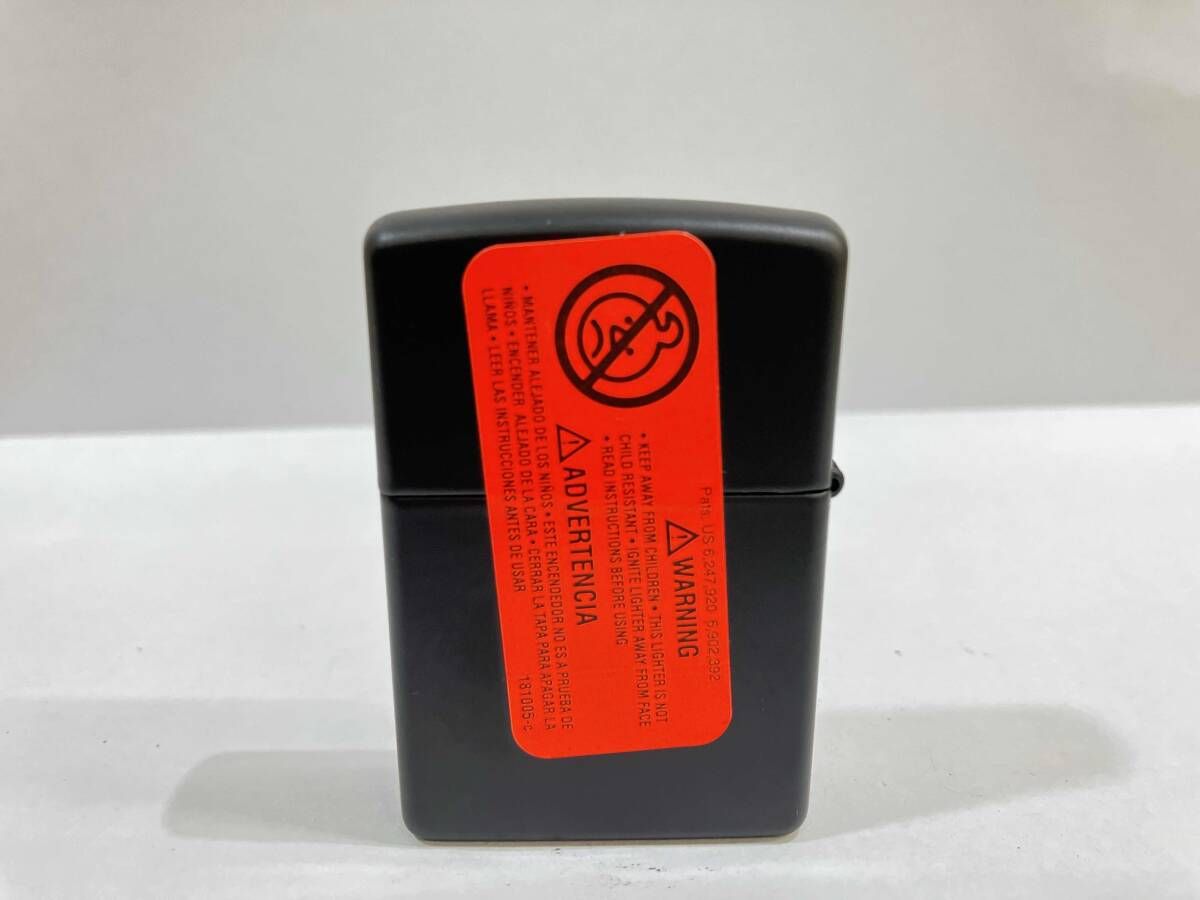 Pats. US 6,247,920 6,902,392
⚠WARNING
• KEEP AWAY FROM CHILDREN • THIS LIGHTER IS NOT
CHILD RESISTANT • IGNITE LIGHTER AWAY FROM FACE
• READ INSTRUCTIONS BEFORE USING
⚠ADVERTENCIA
• MANTENER ALEJADO DE LOS NIÑOS • ESTE ENCENDEDOR NO ES A PRUEBA DE
NIÑOS • ENCENDER ALEJADO DE LA CARA • CERRAR LA TAPA PARA APAGAR LA
LLAMA • LEER LAS INSTRUCCIONES ANTES DE USAR
181005-c